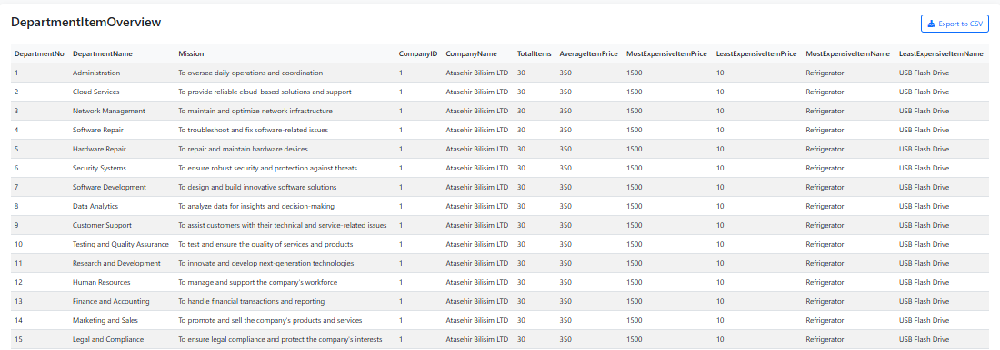 DepartmentItemOverview
Export to CSV
DepartmentNo DepartmentName Mission CompanyID CompanyName TotalItems AverageItemPrice MostExpensiveItemPrice LeastExpensiveItemPrice MostExpensiveItemName LeastExpensiveItemName
1 Administration To oversee daily operations and coordination 1 Atasehir Bilisim LTD 30 350 1500 10 Refrigerator USB Flash Drive
2 Cloud Services To provide reliable cloud-based solutions and support 1 Atasehir Bilisim LTD 30 350 1500 10 Refrigerator USB Flash Drive
3 Network Management To maintain and optimize network infrastructure 1 Atasehir Bilisim LTD 30 350 1500 10 Refrigerator USB Flash Drive
4 Software Repair To troubleshoot and fix software-related issues 1 Atasehir Bilisim LTD 30 350 1500 10 Refrigerator USB Flash Drive
5 Hardware Repair To repair and maintain hardware devices 1 Atasehir Bilisim LTD 30 350 1500 10 Refrigerator USB Flash Drive
6 Security Systems To ensure robust security and protection against threats 1 Atasehir Bilisim LTD 30 350 1500 10 Refrigerator USB Flash Drive
7 Software Development To design and build innovative software solutions 1 Atasehir Bilisim LTD 30 350 1500 10 Refrigerator USB Flash Drive
8 Data Analytics To analyze data for insights and decision-making 1 Atasehir Bilisim LTD 30 350 1500 10 Refrigerator USB Flash Drive
9 Customer Support To assist customers with their technical and service-related issues 1 Atasehir Bilisim LTD 30 350 1500 10 Refrigerator USB Flash Drive
10 Testing and Quality Assurance To test and ensure the quality of services and products 1 Atasehir Bilisim LTD 30 350 1500 10 Refrigerator USB Flash Drive
11 Research and Development To innovate and develop next-generation technologies 1 Atasehir Bilisim LTD 30 350 1500 10 Refrigerator USB Flash Drive
12 Human Resources To manage and support the company's workforce 1 Atasehir Bilisim LTD 30 350 1500 10 Refrigerator USB Flash Drive
13 Finance and Accounting To handle financial transactions and reporting 1 Atasehir Bilisim LTD 30 350 1500 10 Refrigerator USB Flash Drive
14 Marketing and Sales To promote and sell the company's products and services 1 Atasehir Bilisim LTD 30 350 1500 10 Refrigerator USB Flash Drive
15 Legal and Compliance To ensure legal compliance and protect the company's interests 1 Atasehir Bilisim LTD 30 350 1500 10 Refrigerator USB Flash Drive